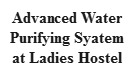 Advanced Water
Purifying Syatem
at Ladies Hostel